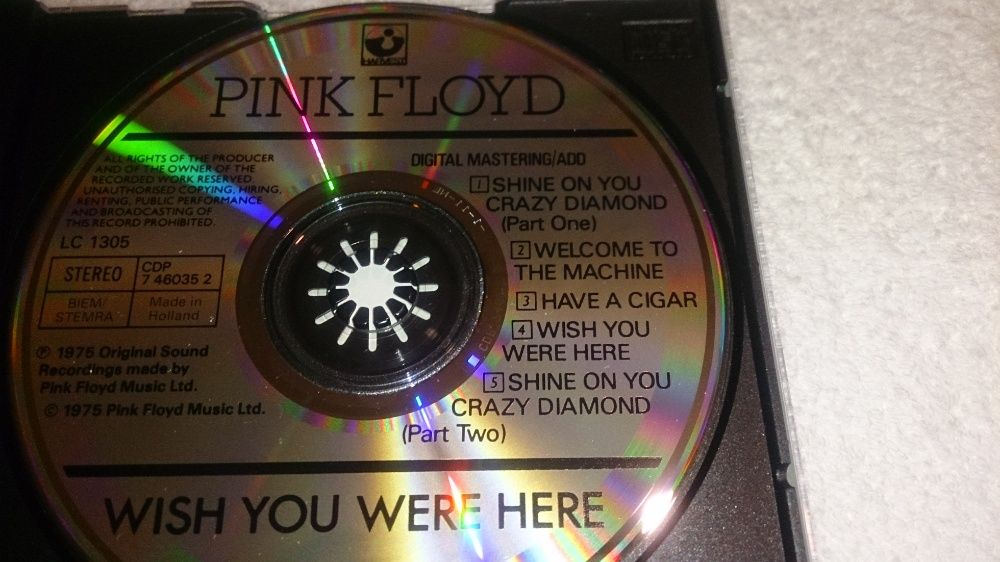 HARVEST
PINK FLOYD
ALL RIGHTS OF THE PRODUCER
AND OF THE OWNER OF THE
RECORDED WORK RESERVED.
UNAUTHORISED COPYING, HIRING,
RENTING, PUBLIC PERFORMANCE
AND BROADCASTING OF
THIS RECORD PROHIBITED.
LC 1305
STEREO
CDP
7 46035 2
BIEM/
STEMRA
Made in
Holland
℗ 1975 Original Sound
Recordings made by
Pink Floyd Music Ltd.
© 1975 Pink Floyd Music Ltd.
DIGITAL MASTERING/ADD
1 SHINE ON YOU
CRAZY DIAMOND
(Part One)
2 WELCOME TO
THE MACHINE
3 HAVE A CIGAR
4 WISH YOU
WERE HERE
5 SHINE ON YOU
CRAZY DIAMOND
(Part Two)
WISH YOU WERE HERE